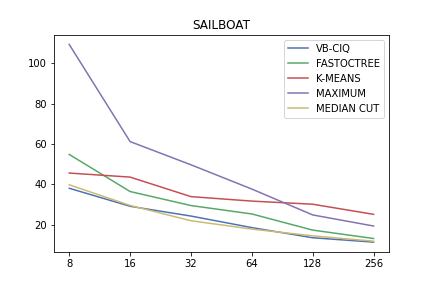 SAILBOAT
VB-CIQ
FASTOCTREE
K-MEANS
MAXIMUM
MEDIAN CUT
100
80
60
40
20
8 16 32 64 128 256